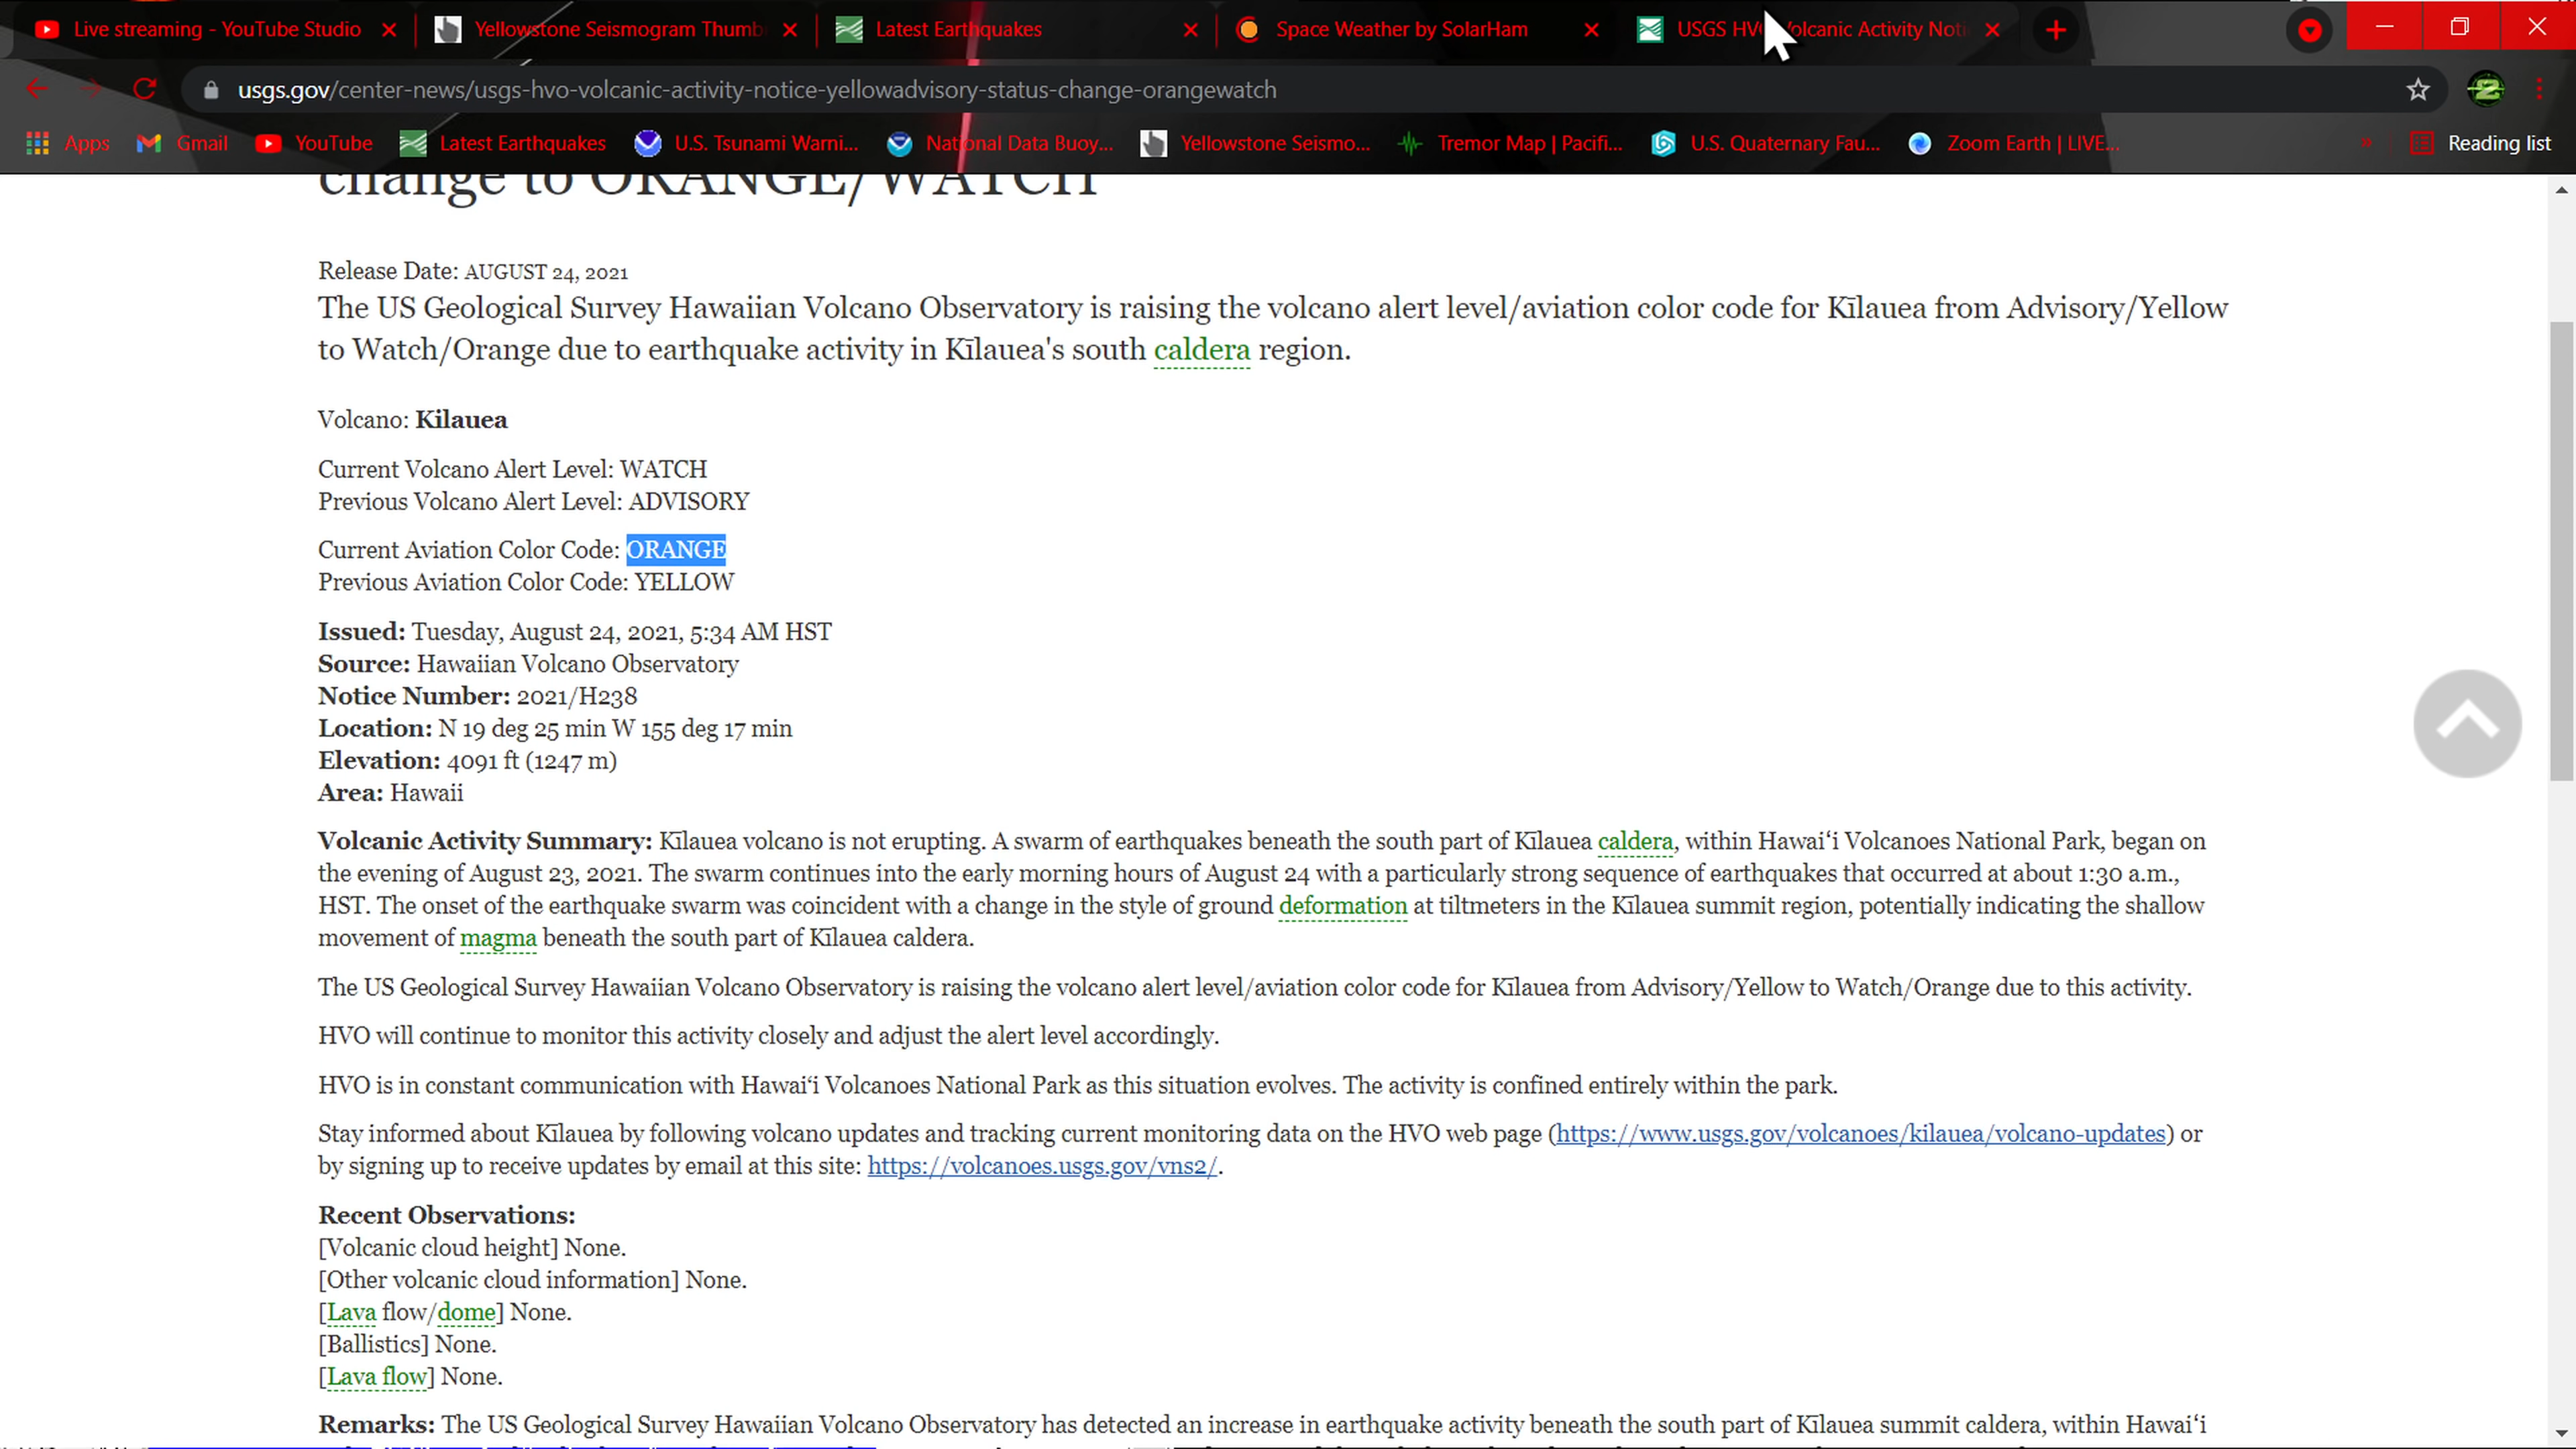 Live streaming - YouTube Studio
Yellowstone Seismogram Thumb
Latest Earthquakes
Space Weather by SolarHam
USGS HV Volcanic Activity Noti
usgs.gov/center-news/usgs-hvo-volcanic-activity-notice-yellowadvisory-status-change-orangewatch
Apps
Gmail
YouTube
Latest Earthquakes
U.S. Tsunami Warni...
National Data Buoy...
Yellowstone Seismo...
Tremor Map | Pacifi...
U.S. Quaternary Fau...
Zoom Earth | LIVE...
»
Reading list
change to ORANGE/WATCH
Release Date: AUGUST 24, 2021
The US Geological Survey Hawaiian Volcano Observatory is raising the volcano alert level/aviation color code for Kīlauea from Advisory/Yellow
to Watch/Orange due to earthquake activity in Kīlauea's south caldera region.
Volcano: Kilauea
Current Volcano Alert Level: WATCH
Previous Volcano Alert Level: ADVISORY
Current Aviation Color Code: ORANGE
Previous Aviation Color Code: YELLOW
Issued: Tuesday, August 24, 2021, 5:34 AM HST
Source: Hawaiian Volcano Observatory
Notice Number: 2021/H238
Location: N 19 deg 25 min W 155 deg 17 min
Elevation: 4091 ft (1247 m)
Area: Hawaii
Volcanic Activity Summary: Kīlauea volcano is not erupting. A swarm of earthquakes beneath the south part of Kīlauea caldera, within Hawaiʻi Volcanoes National Park, began on
the evening of August 23, 2021. The swarm continues into the early morning hours of August 24 with a particularly strong sequence of earthquakes that occurred at about 1:30 a.m.,
HST. The onset of the earthquake swarm was coincident with a change in the style of ground deformation at tiltmeters in the Kīlauea summit region, potentially indicating the shallow
movement of magma beneath the south part of Kīlauea caldera.
The US Geological Survey Hawaiian Volcano Observatory is raising the volcano alert level/aviation color code for Kīlauea from Advisory/Yellow to Watch/Orange due to this activity.
HVO will continue to monitor this activity closely and adjust the alert level accordingly.
HVO is in constant communication with Hawaiʻi Volcanoes National Park as this situation evolves. The activity is confined entirely within the park.
Stay informed about Kīlauea by following volcano updates and tracking current monitoring data on the HVO web page (https://www.usgs.gov/volcanoes/kilauea/volcano-updates) or
by signing up to receive updates by email at this site: https://volcanoes.usgs.gov/vns2/.
Recent Observations:
[Volcanic cloud height] None.
[Other volcanic cloud information] None.
[Lava flow/dome] None.
[Ballistics] None.
[Lava flow] None.
Remarks: The US Geological Survey Hawaiian Volcano Observatory has detected an increase in earthquake activity beneath the south part of Kīlauea summit caldera, within Hawaiʻi